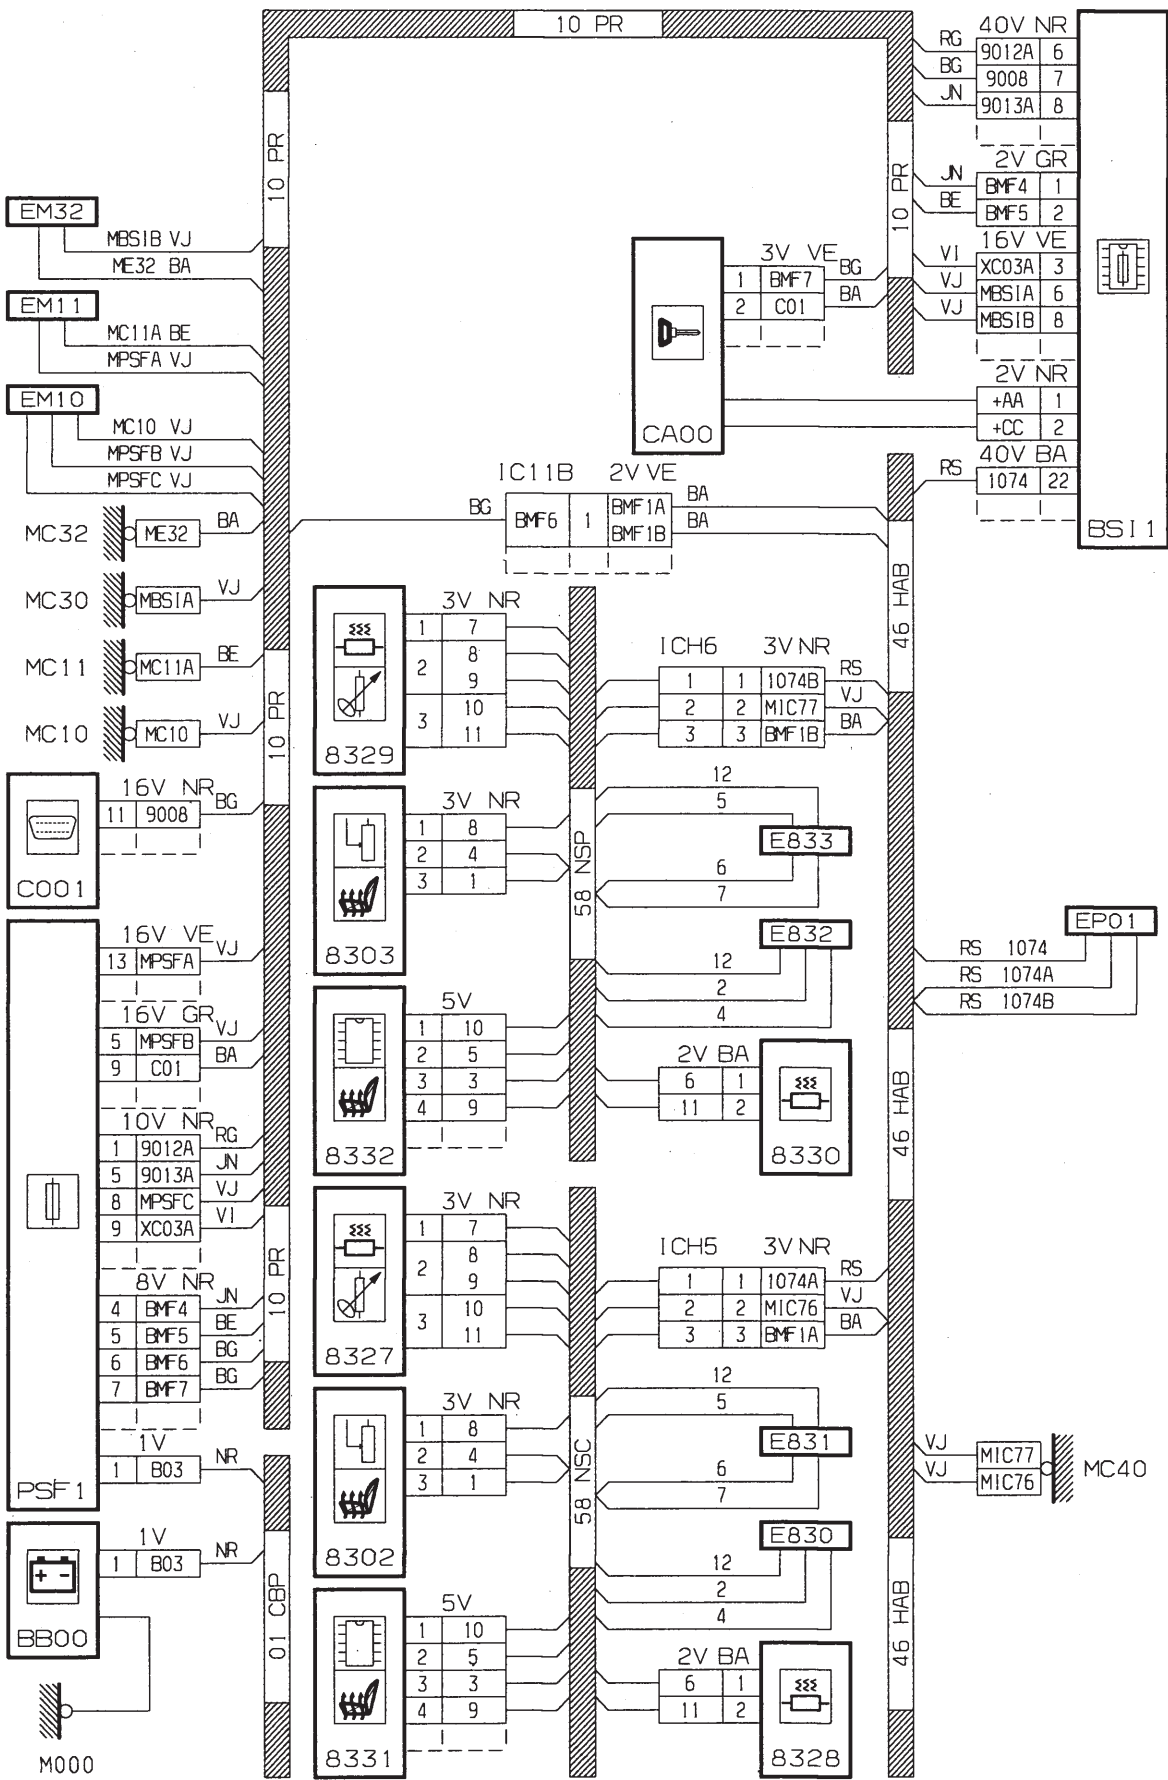 10 PR
40V NR
RG 9012A 6
BG 9008 7
JN 9013A 8
10 PR
10 PR
2V GR
JN BMF4 1
BE BMF5 2
16V VE
VI XC03A 3
VJ MBSIA 6
VJ MBSIB 8
2V NR
+AA 1
+CC 2
40V BA
RS 1074 22
BSI1
EM32
MBSIB VJ
ME32 BA
EM11
MC11A BE
MPSFA VJ
EM10
MC10 VJ
MPSFB VJ
MPSFC VJ
3V VE
1 BMF7 BG
2 C01 BA
CA00
IC11B 2V VE
BG BMF6 1 BMF1A BA
BMF1B BA
MC32 ME32 BA
MC30 MBSIA VJ
MC11 MC11A BE
MC10 MC10 VJ
10 PR
46 HAB
16V NR
11 9008 BG
C001
16V VE
13 MPSFA VJ
16V GR
5 MPSFB VJ
9 C01 BA
10V NR
1 9012A RG
5 9013A JN
8 MPSFC VJ
9 XC03A VI
8V NR
4 BMF4 JN
5 BMF5 BE
6 BMF6 BG
7 BMF7 BG
1V
1 B03 NR
PSF1
10 PR
1V
1 B03 NR
BB00
01 CBP
M000
3V NR
1 7
2 8
9
3 10
11
8329
3V NR
1 8
2 4
3 1
8303
5V
1 10
2 5
3 3
4 9
8332
58 NSP
ICH6 3V NR
1 1 1074B RS
2 2 MIC77 VJ
3 3 BMF1B BA
12
5
E833
6
7
E832
12
2
4
2V BA
6 1
11 2
8330
EP01
RS 1074
RS 1074A
RS 1074B
46 HAB
3V NR
1 7
2 8
9
3 10
11
8327
3V NR
1 8
2 4
3 1
8302
5V
1 10
2 5
3 3
4 9
8331
58 NSC
ICH5 3V NR
1 1 1074A RS
2 2 MIC76 VJ
3 3 BMF1A BA
12
5
E831
6
7
E830
12
2
4
2V BA
6 1
11 2
8328
VJ MIC77
VJ MIC76
MC40
46 HAB